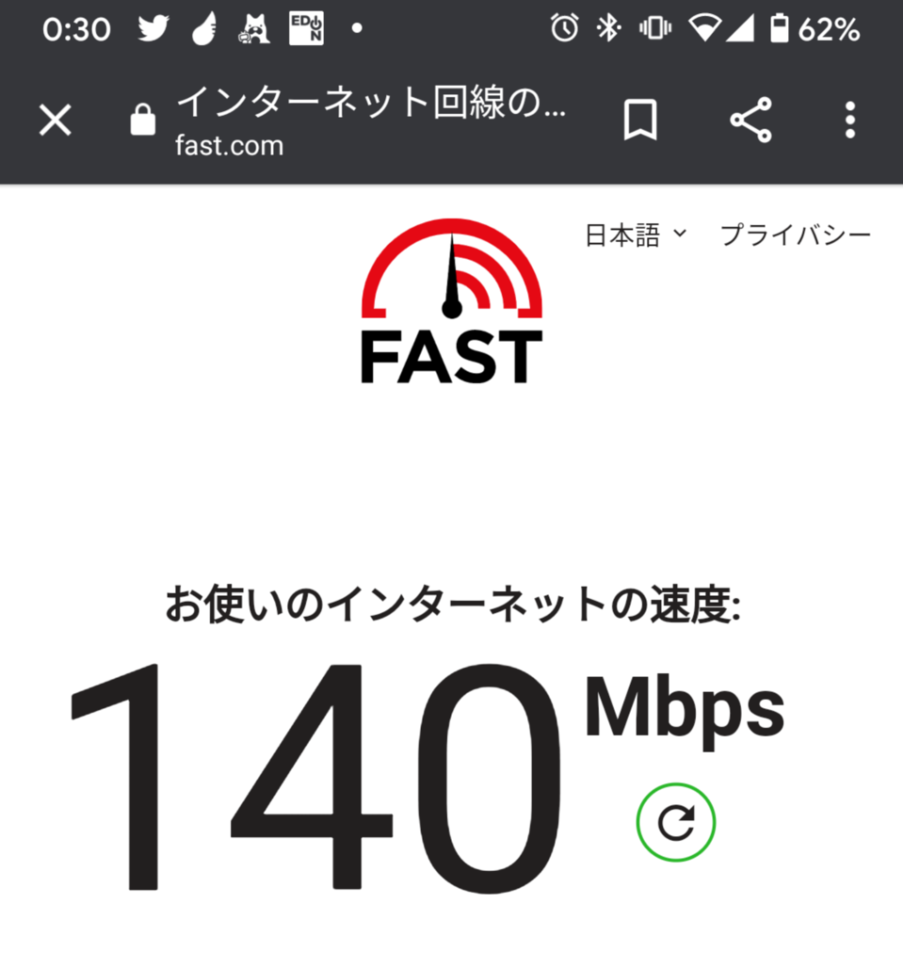 0:30 EDION 62%
インターネット回線の...
fast.com
日本語 プライバシー
FAST
お使いのインターネットの速度:
140 Mbps